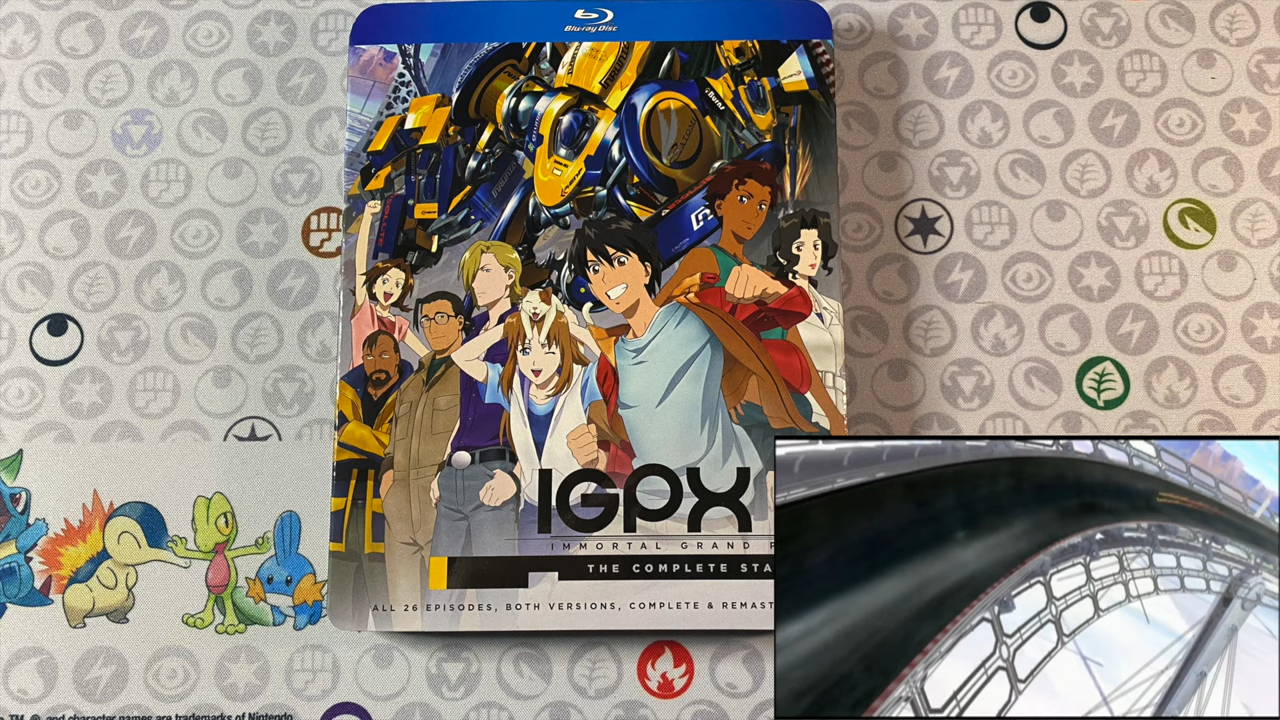 Blu-ray Disc
IGPX
IMMORTAL GRAND P
THE COMPLETE STA
ALL 26 EPISODES, BOTH VERSIONS, COMPLETE & REMAST
TM, ®, and character names are trademarks of Nintendo